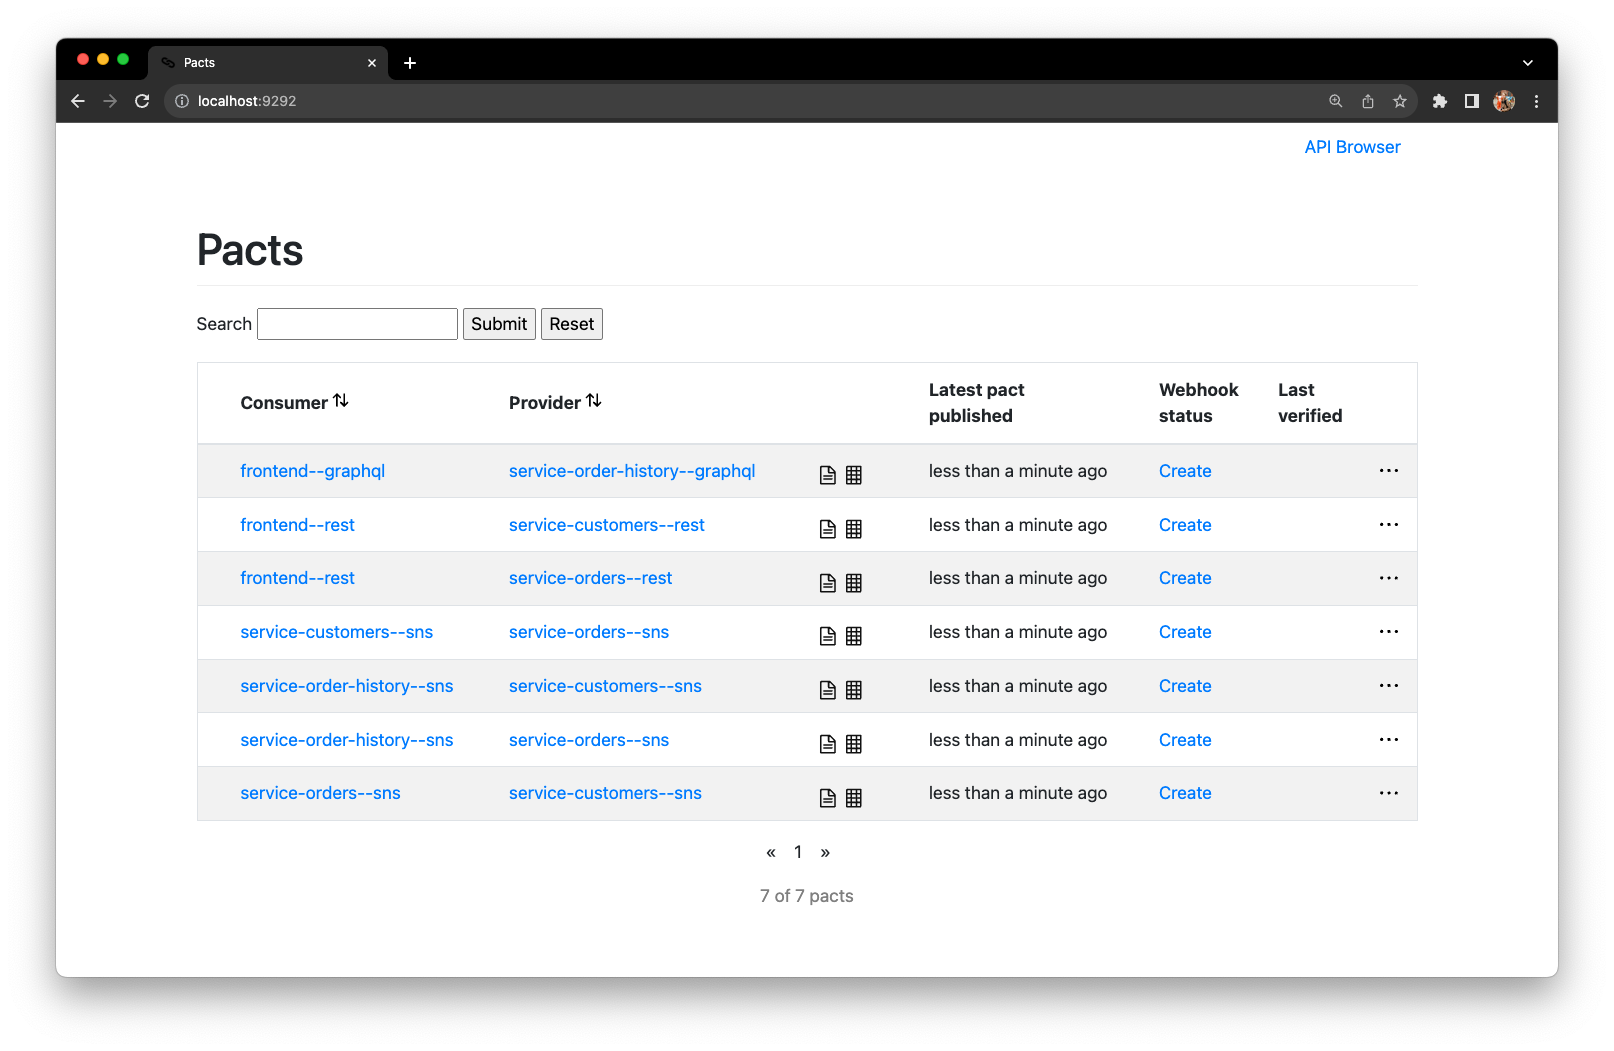 Pacts
localhost:9292
API Browser
Pacts
Search Submit Reset
Consumer Provider Latest pact published Webhook status Last verified
frontend--graphql service-order-history--graphql less than a minute ago Create ...
frontend--rest service-customers--rest less than a minute ago Create ...
frontend--rest service-orders--rest less than a minute ago Create ...
service-customers--sns service-orders--sns less than a minute ago Create ...
service-order-history--sns service-customers--sns less than a minute ago Create ...
service-order-history--sns service-orders--sns less than a minute ago Create ...
service-orders--sns service-customers--sns less than a minute ago Create ...
« 1 »
7 of 7 pacts